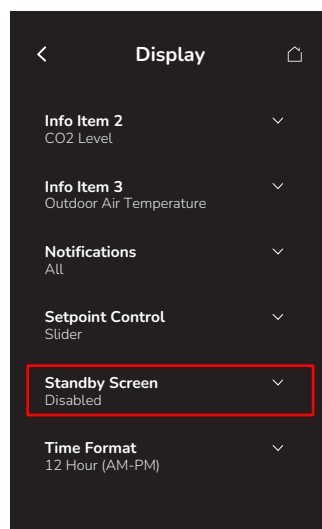 Display
Info Item 2
CO2 Level
Info Item 3
Outdoor Air Temperature
Notifications
All
Setpoint Control
Slider
Standby Screen
Disabled
Time Format
12 Hour (AM-PM)